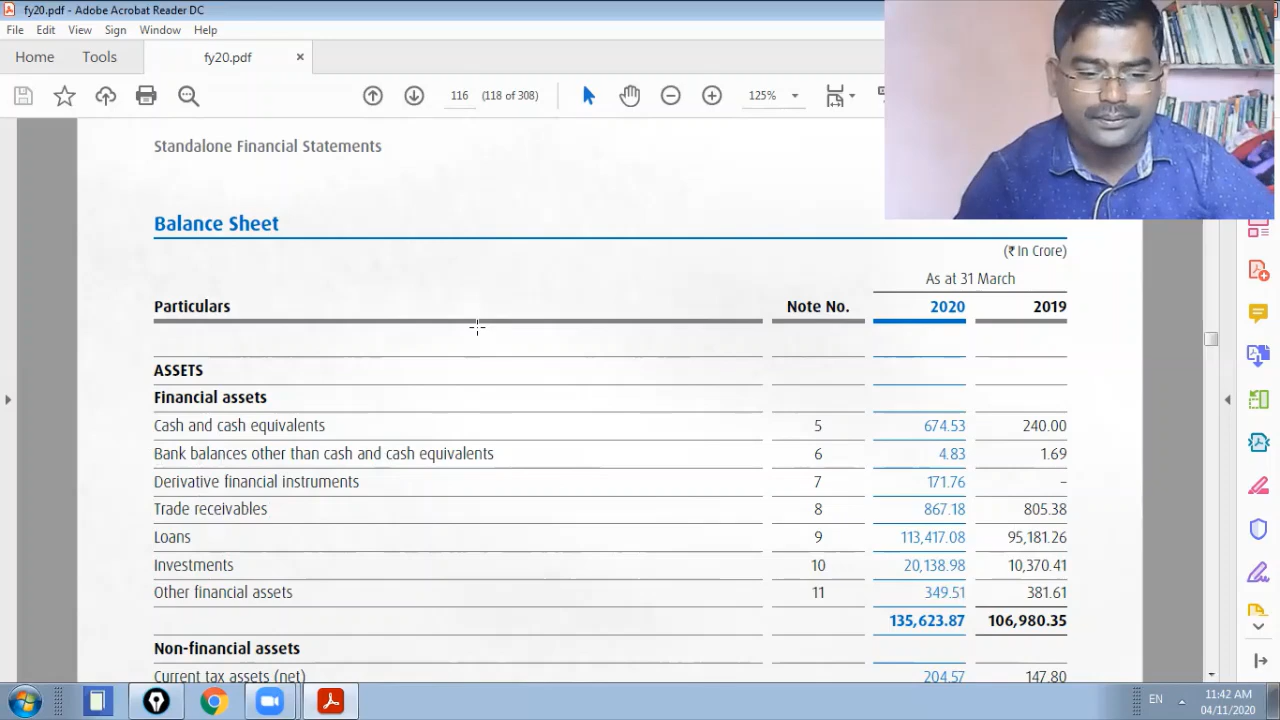 fy20.pdf - Adobe Acrobat Reader DC
File Edit View Sign Window Help
Home Tools fy20.pdf ×
116 (118 of 308) 125%
Standalone Financial Statements
Balance Sheet
(₹ In Crore)
As at 31 March
Particulars Note No. 2020 2019
ASSETS
Financial assets
Cash and cash equivalents 5 674.53 240.00
Bank balances other than cash and cash equivalents 6 4.83 1.69
Derivative financial instruments 7 171.76 –
Trade receivables 8 867.18 805.38
Loans 9 113,417.08 95,181.26
Investments 10 20,138.98 10,370.41
Other financial assets 11 349.51 381.61
135,623.87 106,980.35
Non-financial assets
Current tax assets (net) 204.57 147.80
EN 11:42 AM
04/11/2020